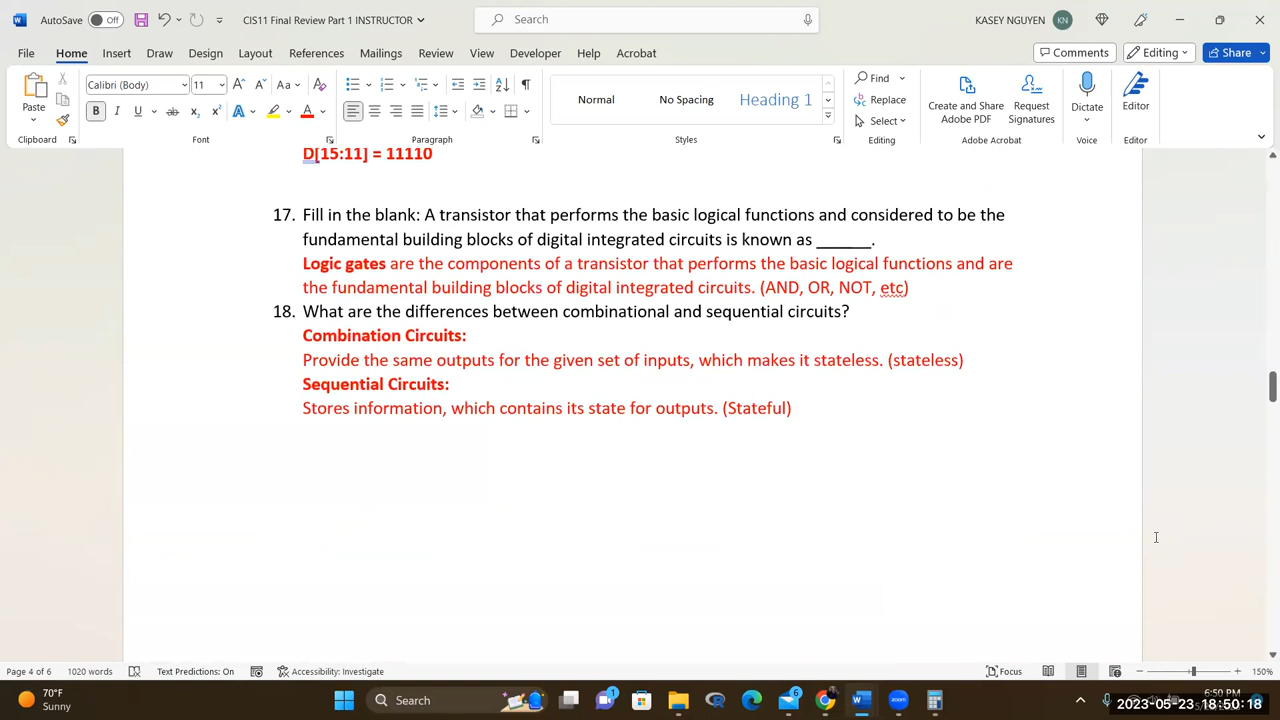 AutoSave Off CIS11 Final Review Part 1 INSTRUCTOR Search KASEY NGUYEN KN
File Home Insert Draw Design Layout References Mailings Review View Developer Help Acrobat Comments Editing Share
Paste
Calibri (Body) 11
Normal No Spacing Heading 1
Find
Replace
Select
Create and Share Adobe PDF
Request Signatures
Dictate
Editor
Clipboard Font Paragraph Styles Editing Adobe Acrobat Voice Editor
D[15:11] = 11110
17. Fill in the blank: A transistor that performs the basic logical functions and considered to be the
fundamental building blocks of digital integrated circuits is known as ______.
Logic gates are the components of a transistor that performs the basic logical functions and are
the fundamental building blocks of digital integrated circuits. (AND, OR, NOT, etc)
18. What are the differences between combinational and sequential circuits?
Combination Circuits:
Provide the same outputs for the given set of inputs, which makes it stateless. (stateless)
Sequential Circuits:
Stores information, which contains its state for outputs. (Stateful)
Page 4 of 6 1020 words Text Predictions: On Accessibility: Investigate Focus 150%
70°F
Sunny
Search
1
6
6:50 PM
2023-05-23 18:50:18